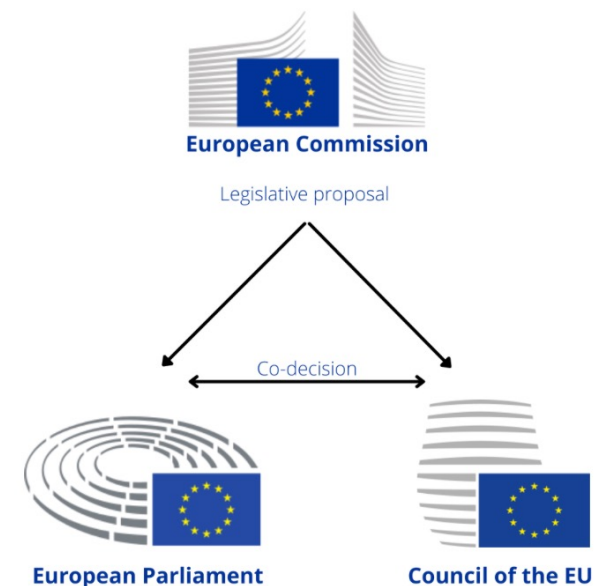 European Commission
Legislative proposal
Co-decision
European Parliament
Council of the EU